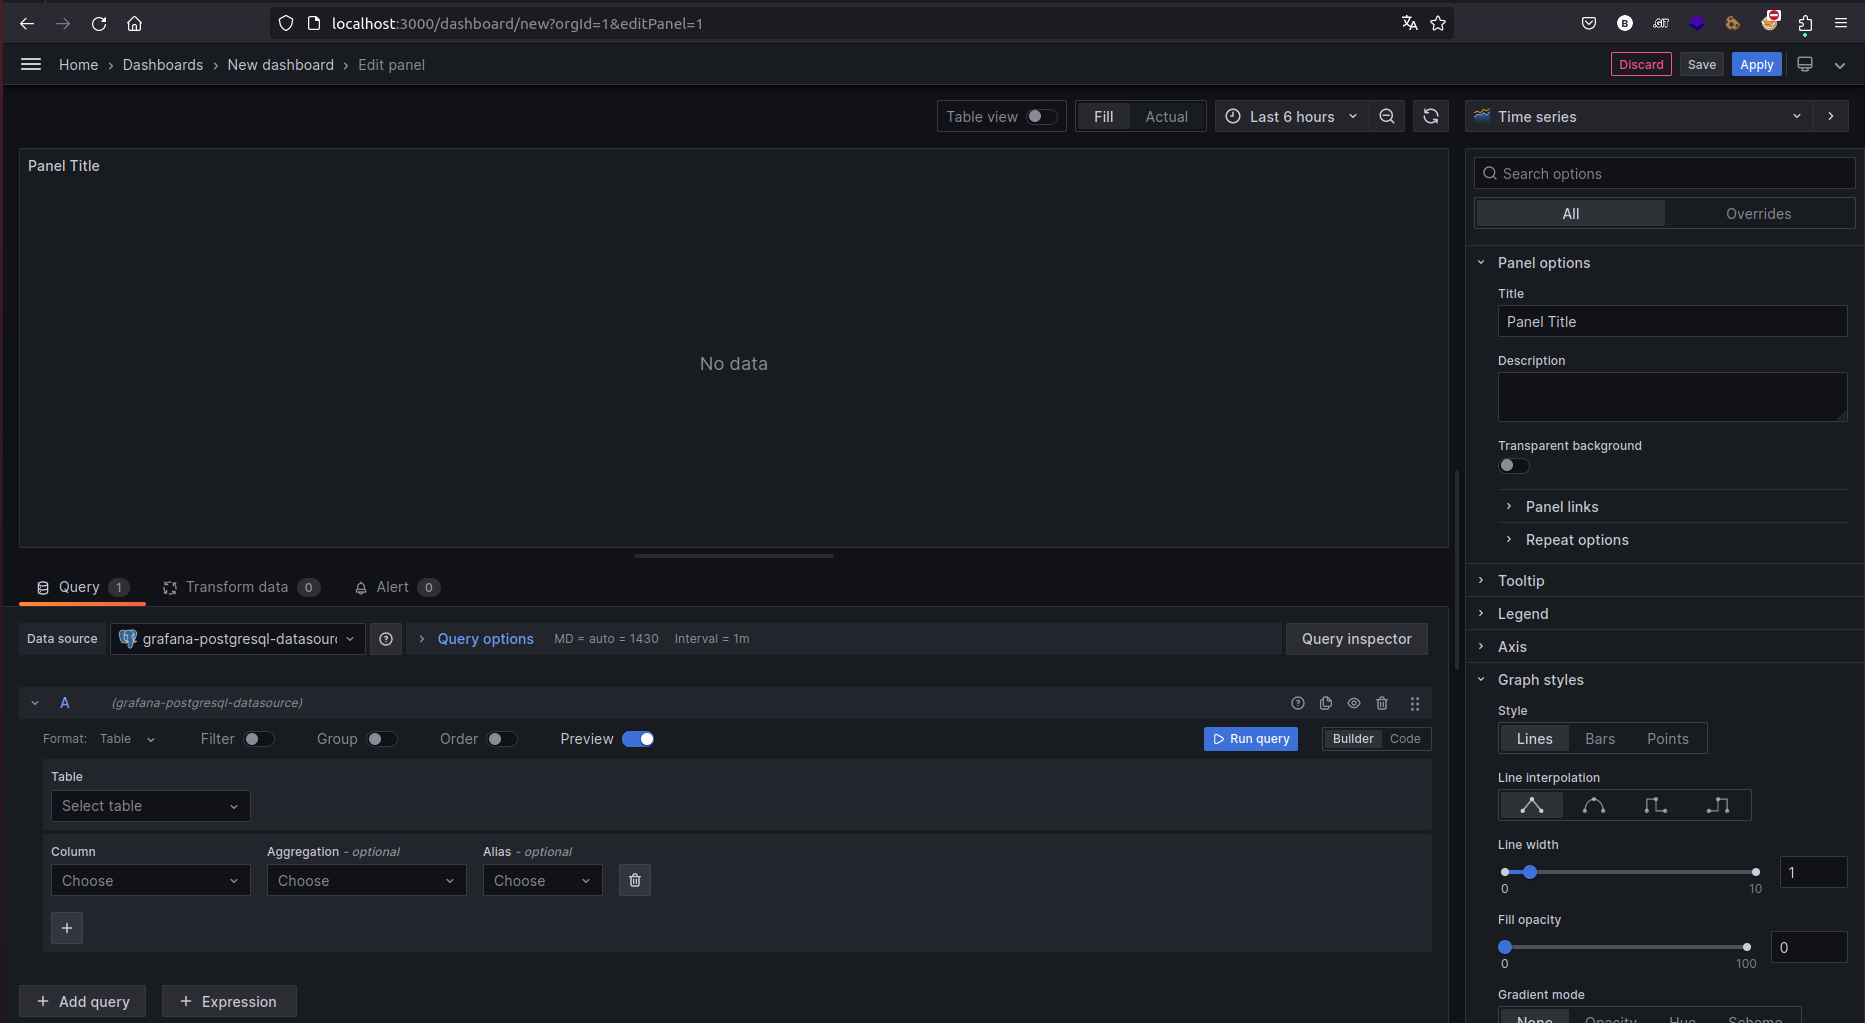 localhost:3000/dashboard/new?orgId=1&editPanel=1
Home › Dashboards › New dashboard › Edit panel
Discard Save Apply
Table view Fill Actual Last 6 hours Time series
Panel Title
No data
Search options
All Overrides
Panel options
Title
Panel Title
Description
Transparent background
Panel links
Repeat options
Tooltip
Legend
Axis
Graph styles
Style
Lines Bars Points
Line interpolation
Line width
0 10 1
Fill opacity
0 100 0
Gradient mode
None Opacity Hue Scheme
Query 1 Transform data 0 Alert 0
Data source grafana-postgresql-datasour Query options MD = auto = 1430 Interval = 1m Query inspector
A (grafana-postgresql-datasource)
Format: Table Filter Group Order Preview Run query Builder Code
Table
Select table
Column Aggregation - optional Alias - optional
Choose Choose Choose
+
+ Add query + Expression